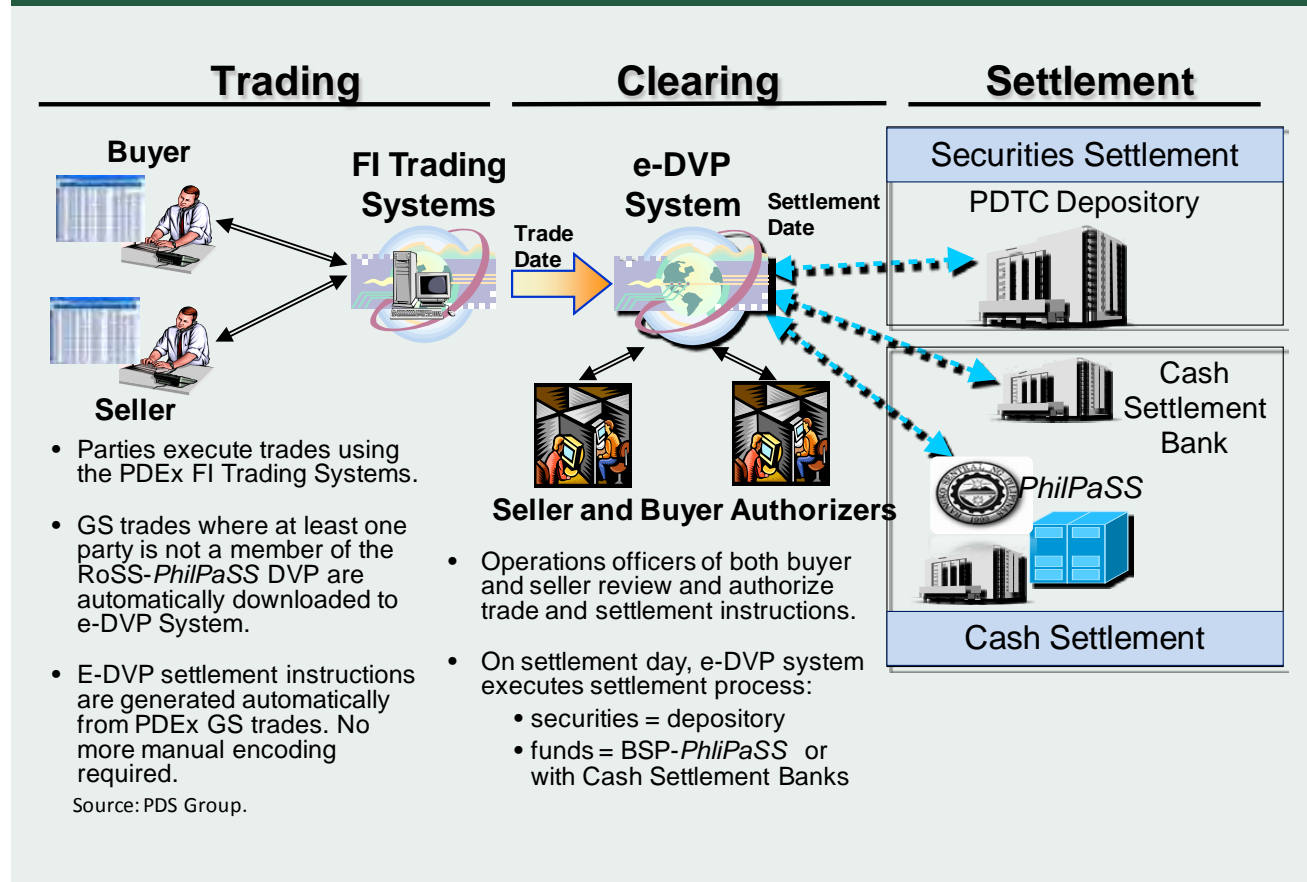 Trading
Clearing
Settlement
Buyer
FI Trading
Systems
Seller
Trade
Date
e-DVP
System
Settlement
Date
Securities Settlement
PDTC Depository
Cash
Settlement
Bank
PhilPaSS
Cash Settlement
Seller and Buyer Authorizers
• Parties execute trades using
the PDEx FI Trading Systems.
• GS trades where at least one
party is not a member of the
RoSS-PhilPaSS DVP are
automatically downloaded to
e-DVP System.
• E-DVP settlement instructions
are generated automatically
from PDEx GS trades. No
more manual encoding
required.
Source: PDS Group.
• Operations officers of both buyer
and seller review and authorize
trade and settlement instructions.
• On settlement day, e-DVP system
executes settlement process:
• securities = depository
• funds = BSP-PhliPaSS or
with Cash Settlement Banks